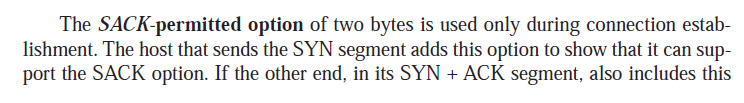 The SACK-permitted option of two bytes is used only during connection estab-
lishment. The host that sends the SYN segment adds this option to show that it can sup-
port the SACK option. If the other end, in its SYN + ACK segment, also includes this